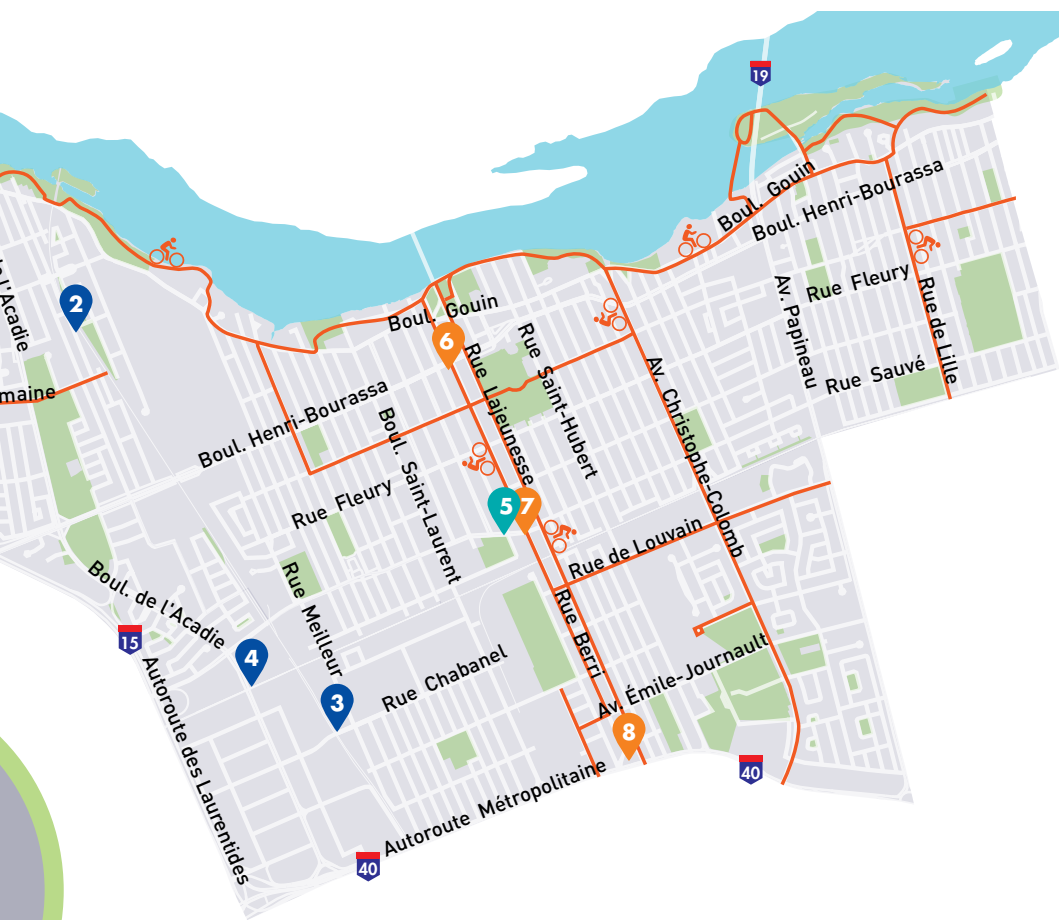 19
Boul. Gouin
Boul. Henri-Bourassa
Rue Fleury
Rue de Lille
Av. Papineau
Rue Sauvé
2
l'Acadie
maine
Boul. Gouin
6
Rue Lajeunesse
Rue Saint-Hubert
Av. Christophe-Colomb
Boul. Henri-Bourassa
Boul. Saint-Laurent
Rue Fleury
5
7
Rue de Louvain
Boul. de l'Acadie
Rue Meilleur
Rue Berri
15
4
3
Rue Chabanel
Av. Émile-Journault
8
Autoroute des Laurentides
Autoroute Métropolitaine
40
40